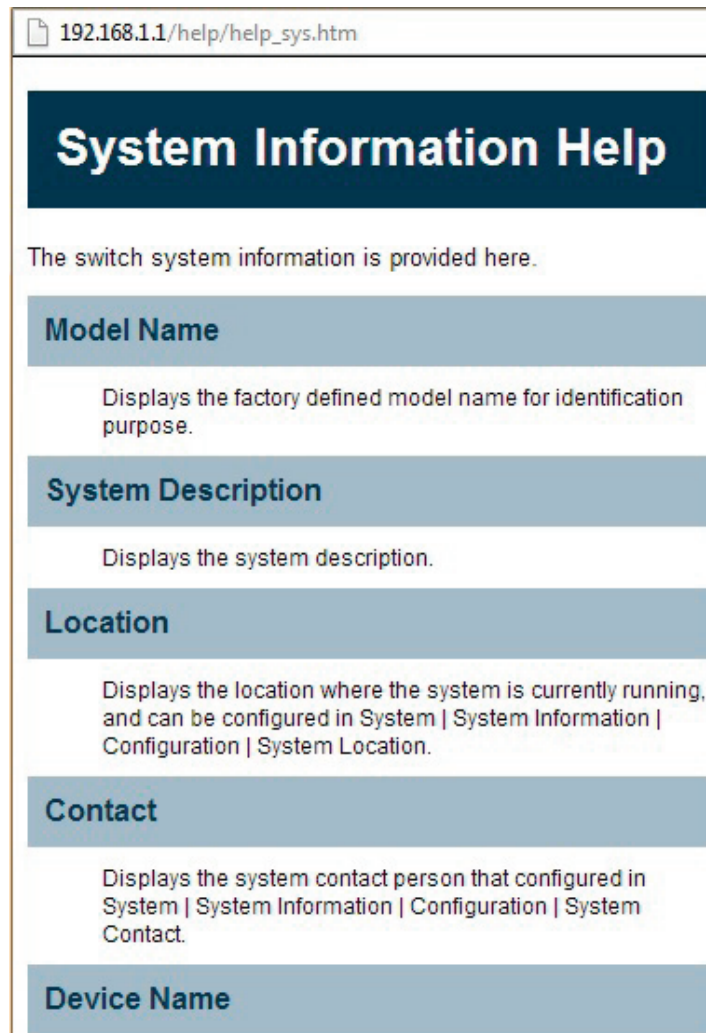 192.168.1.1/help/help_sys.htm
System Information Help
The switch system information is provided here.
Model Name
Displays the factory defined model name for identification
purpose.
System Description
Displays the system description.
Location
Displays the location where the system is currently running,
and can be configured in System | System Information |
Configuration | System Location.
Contact
Displays the system contact person that configured in
System | System Information | Configuration | System
Contact.
Device Name